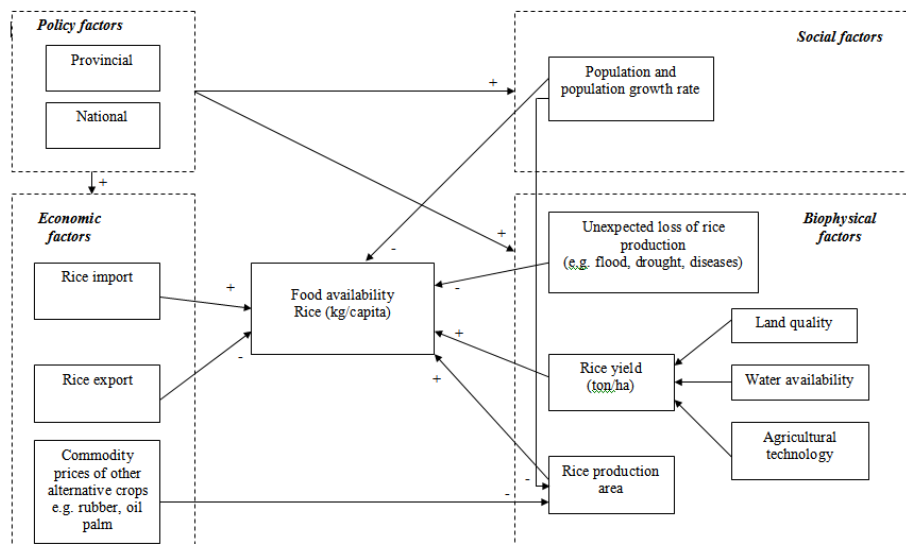 Policy factors
Provincial
National
+
Social factors
Population and
population growth rate
+
+
-
Economic
factors
Rice import
+
Rice export
-
Commodity
prices of other
alternative crops
e.g. rubber, oil
palm
-
Food availability
Rice (kg/capita)
Biophysical
factors
Unexpected loss of rice
production
(e.g. flood, drought, diseases)
-
Rice yield
(ton/ha)
+
Land quality
Water availability
Agricultural
technology
Rice production
area
+
-